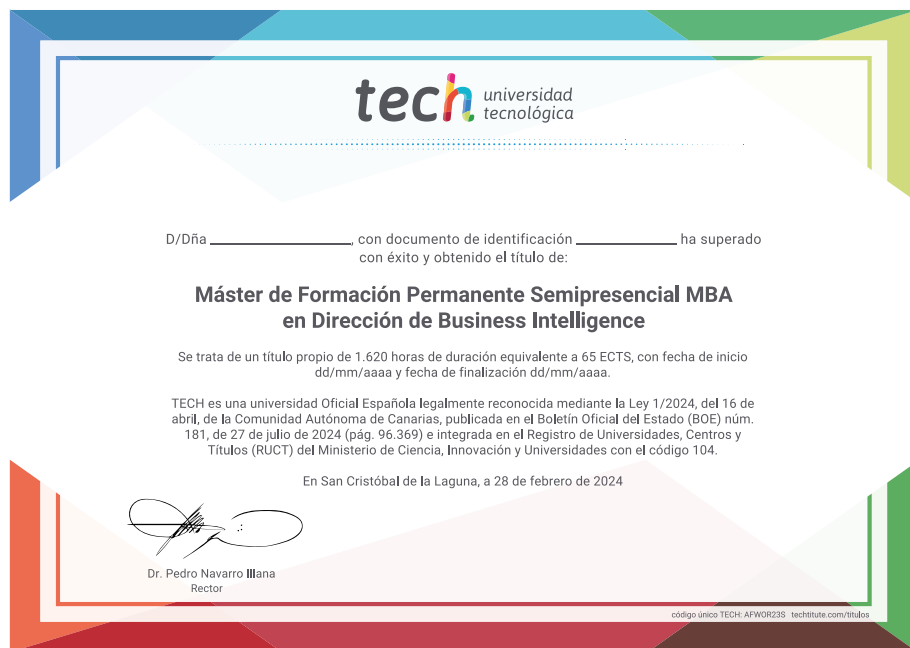 tech universidad
tecnológica
D/Dña ____________________, con documento de identificación ______________ ha superado
con éxito y obtenido el título de:
Máster de Formación Permanente Semipresencial MBA
en Dirección de Business Intelligence
Se trata de un título propio de 1.620 horas de duración equivalente a 65 ECTS, con fecha de inicio
dd/mm/aaaa y fecha de finalización dd/mm/aaaa.
TECH es una universidad Oficial Española legalmente reconocida mediante la Ley 1/2024, del 16 de
abril, de la Comunidad Autónoma de Canarias, publicada en el Boletín Oficial del Estado (BOE) núm.
181, de 27 de julio de 2024 (pág. 96.369) e integrada en el Registro de Universidades, Centros y
Títulos (RUCT) del Ministerio de Ciencia, Innovación y Universidades con el código 104.
En San Cristóbal de la Laguna, a 28 de febrero de 2024
Dr. Pedro Navarro Illana
Rector
código único TECH: AFWOR23S techtitute.com/titulos